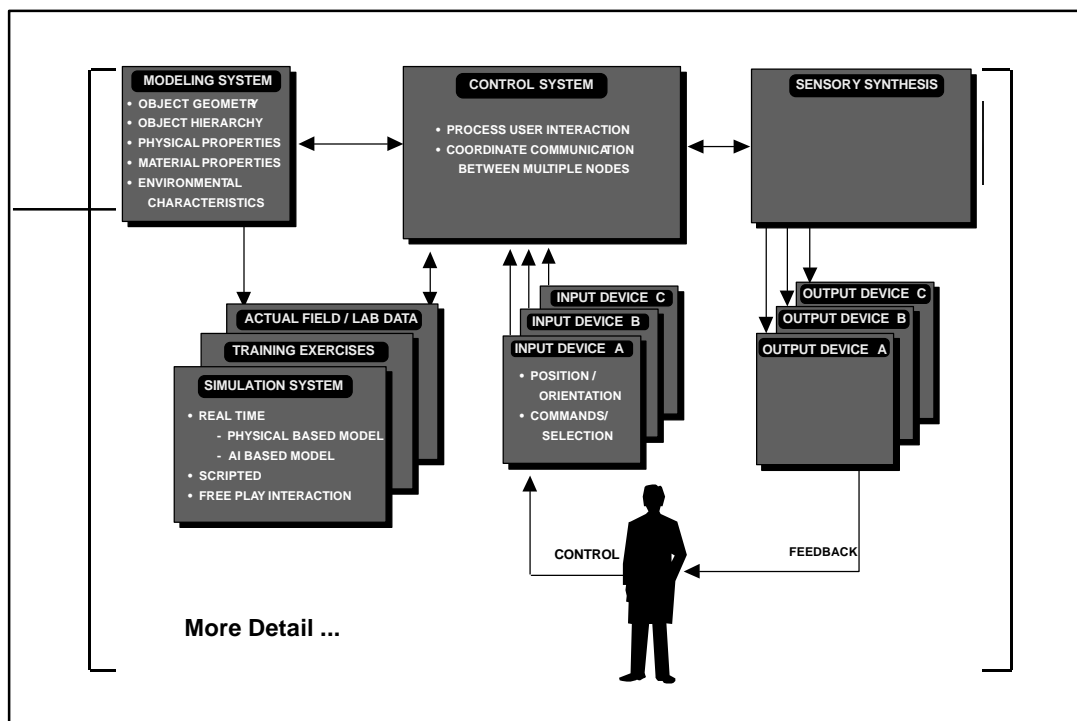 MODELING SYSTEM
• OBJECT GEOMETRY
• OBJECT HIERARCHY
• PHYSICAL PROPERTIES
• MATERIAL PROPERTIES
• ENVIRONMENTAL
CHARACTERISTICS
CONTROL SYSTEM
• PROCESS USER INTERACTION
• COORDINATE COMMUNICATION
BETWEEN MULTIPLE NODES
SENSORY SYNTHESIS
ACTUAL FIELD / LAB DATA
TRAINING EXERCISES
SIMULATION SYSTEM
• REAL TIME
- PHYSICAL BASED MODEL
- AI BASED MODEL
• SCRIPTED
• FREE PLAY INTERACTION
INPUT DEVICE C
INPUT DEVICE B
INPUT DEVICE A
• POSITION /
ORIENTATION
• COMMANDS/
SELECTION
OUTPUT DEVICE C
OUTPUT DEVICE B
OUTPUT DEVICE A
CONTROL
FEEDBACK
More Detail ...